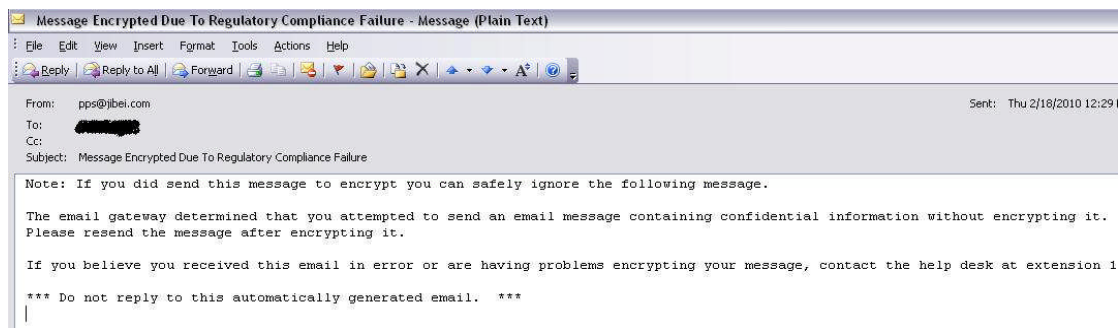 Message Encrypted Due To Regulatory Compliance Failure - Message (Plain Text)
File Edit View Insert Format Tools Actions Help
Reply Reply to All Forward
From: pps@jibei.com Sent: Thu 2/18/2010 12:29
To:
Cc:
Subject: Message Encrypted Due To Regulatory Compliance Failure
Note: If you did send this message to encrypt you can safely ignore the following message.
The email gateway determined that you attempted to send an email message containing confidential information without encrypting it.
Please resend the message after encrypting it.
If you believe you received this email in error or are having problems encrypting your message, contact the help desk at extension 1
*** Do not reply to this automatically generated email. ***